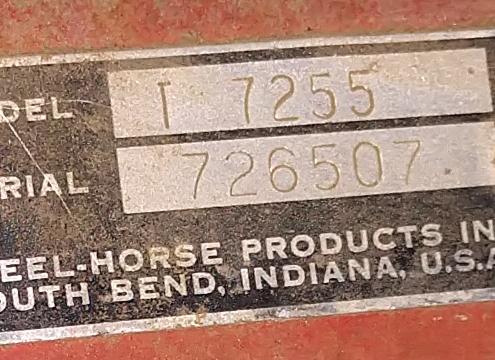 DEL T 7255
RIAL 726507
EEL-HORSE PRODUCTS IN
OUTH BEND, INDIANA, U.S.A